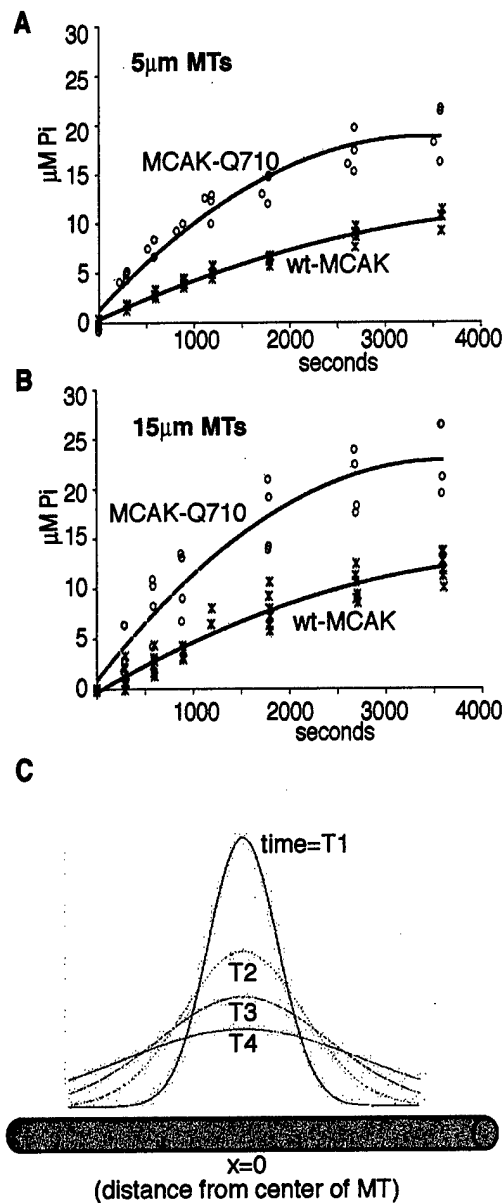 A
5μm MTs
μM Pi
30
25
20
15
10
5
0
MCAK-Q710
wt-MCAK
1000 2000 3000 4000
seconds
B
15μm MTs
μM Pi
30
25
20
15
10
5
0
MCAK-Q710
wt-MCAK
1000 2000 3000 4000
seconds
C
time=T1
T2
T3
T4
x=0
(distance from center of MT)